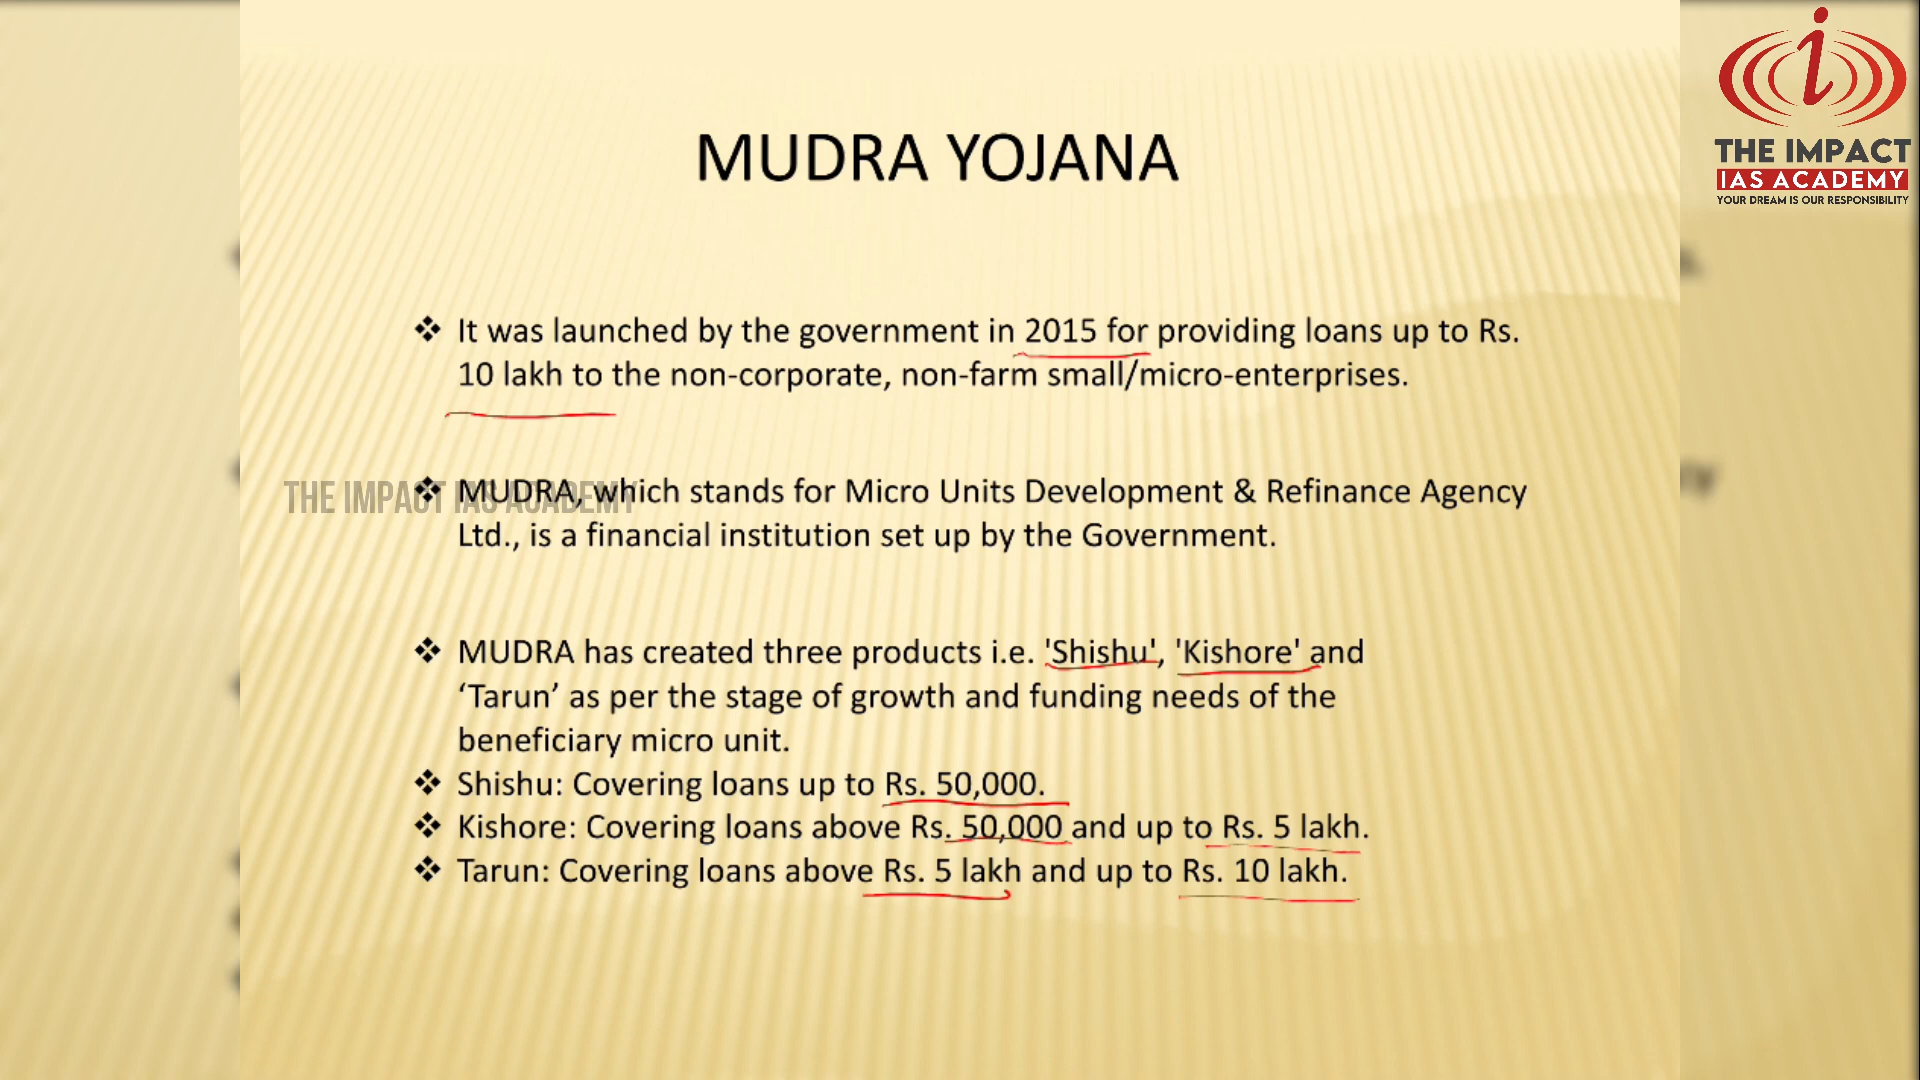 THE IMPACT
IAS ACADEMY
YOUR DREAM IS OUR RESPONSIBILITY
MUDRA YOJANA
❖ It was launched by the government in 2015 for providing loans up to Rs.
10 lakh to the non-corporate, non-farm small/micro-enterprises.
THE IMPACT IAS ACADEMY
❖ MUDRA, which stands for Micro Units Development & Refinance Agency
Ltd., is a financial institution set up by the Government.
❖ MUDRA has created three products i.e. 'Shishu', 'Kishore' and
‘Tarun’ as per the stage of growth and funding needs of the
beneficiary micro unit.
❖ Shishu: Covering loans up to Rs. 50,000.
❖ Kishore: Covering loans above Rs. 50,000 and up to Rs. 5 lakh.
❖ Tarun: Covering loans above Rs. 5 lakh and up to Rs. 10 lakh.